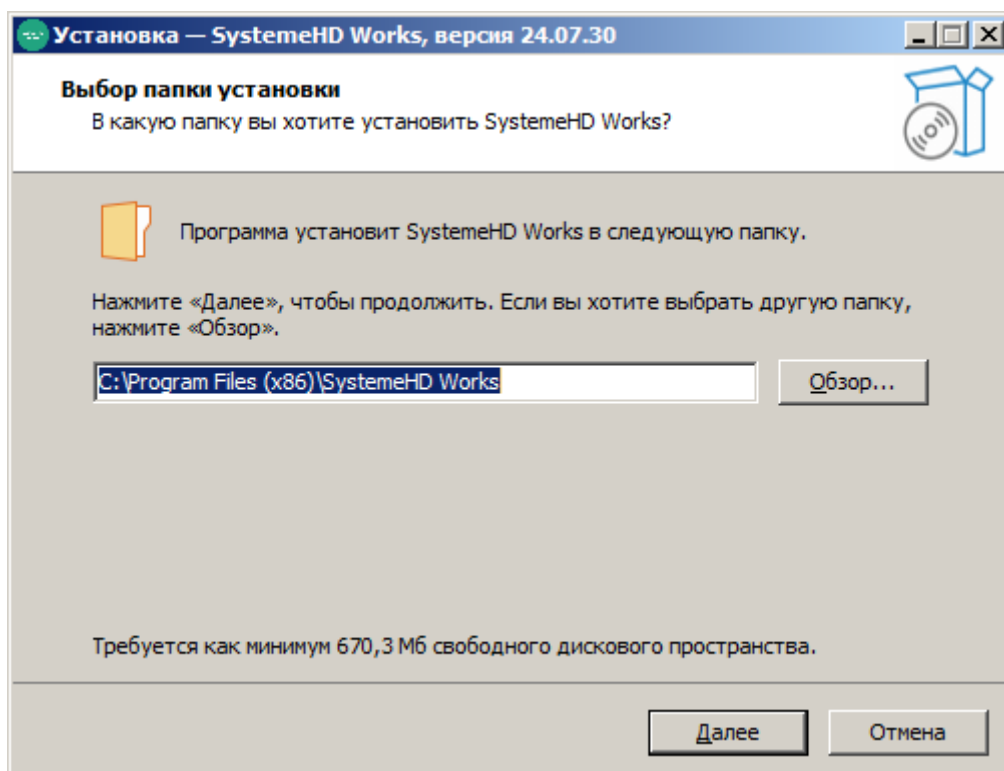 Установка — SystemeHD Works, версия 24.07.30
Выбор папки установки
В какую папку вы хотите установить SystemeHD Works?
Программа установит SystemeHD Works в следующую папку.
Нажмите «Далее», чтобы продолжить. Если вы хотите выбрать другую папку,
нажмите «Обзор».
C:\Program Files (x86)\SystemeHD Works
Обзор...
Требуется как минимум 670,3 Мб свободного дискового пространства.
Далее
Отмена